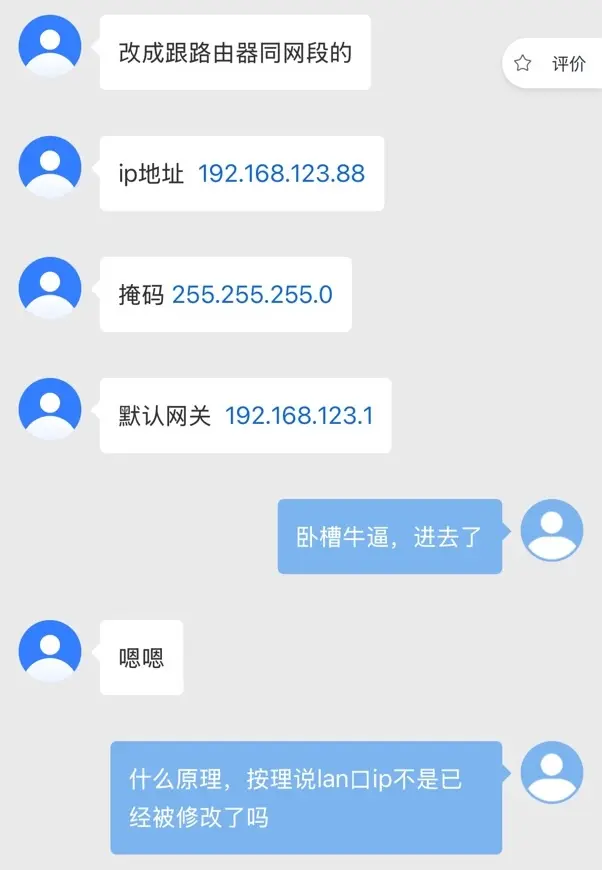 改成跟路由器同网段的
评价
ip地址 192.168.123.88
掩码 255.255.255.0
默认网关 192.168.123.1
卧槽牛逼，进去了
嗯嗯
什么原理，按理说lan口ip不是已
经被修改了吗